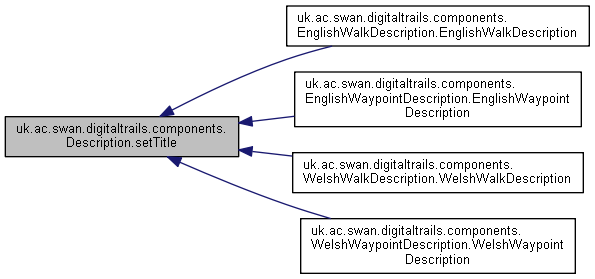 uk.ac.swan.digitaltrails.components.
EnglishWalkDescription.EnglishWalkDescription
uk.ac.swan.digitaltrails.components.
EnglishWaypointDescription.EnglishWaypoint
Description
uk.ac.swan.digitaltrails.components.
Description.setTitle
uk.ac.swan.digitaltrails.components.
WelshWalkDescription.WelshWalkDescription
uk.ac.swan.digitaltrails.components.
WelshWaypointDescription.WelshWaypoint
Description